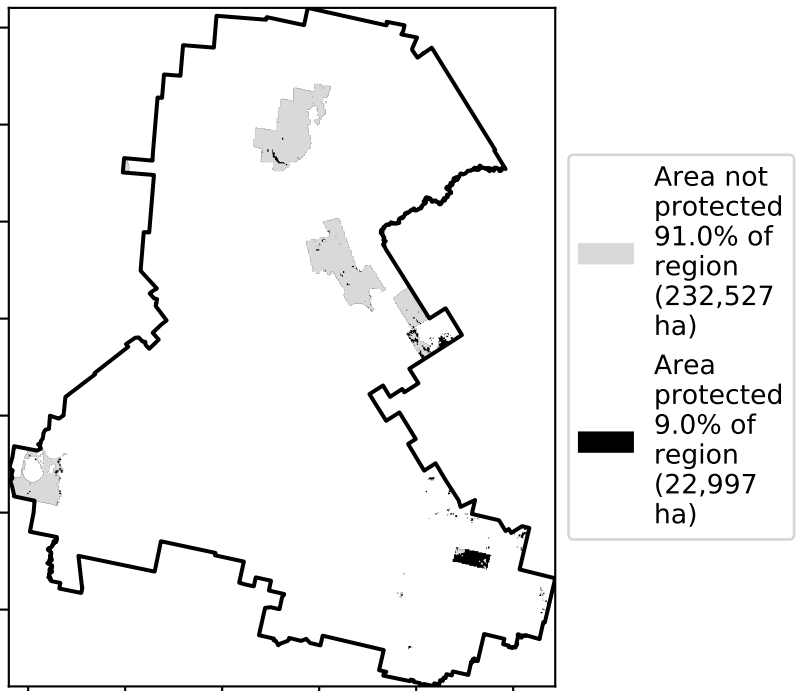 Area not
protected
91.0% of
region
(232,527
ha)
Area
protected
9.0% of
region
(22,997
ha)